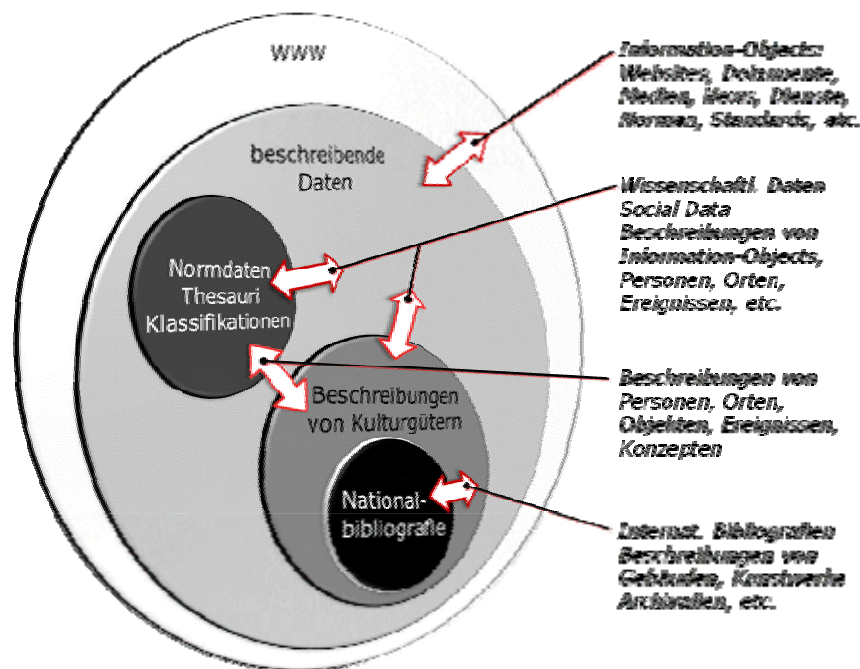 www
beschreibende
Daten
Normdaten
Thesauri
Klassifikationen
Beschreibungen
von Kulturgütern
National-
bibliografie
Information-Objects:
Websites, Dokumente,
Medien, News, Dienste,
Normen, Standards, etc.
Wissenschaftl. Daten
Social Data
Beschreibungen von
Information-Objects,
Personen, Orten,
Ereignissen, etc.
Beschreibungen von
Personen, Orten,
Objekten, Ereignissen,
Konzepten
Internat. Bibliografien
Beschreibungen von
Gebäuden, Kunstwerke
Archivalien, etc.